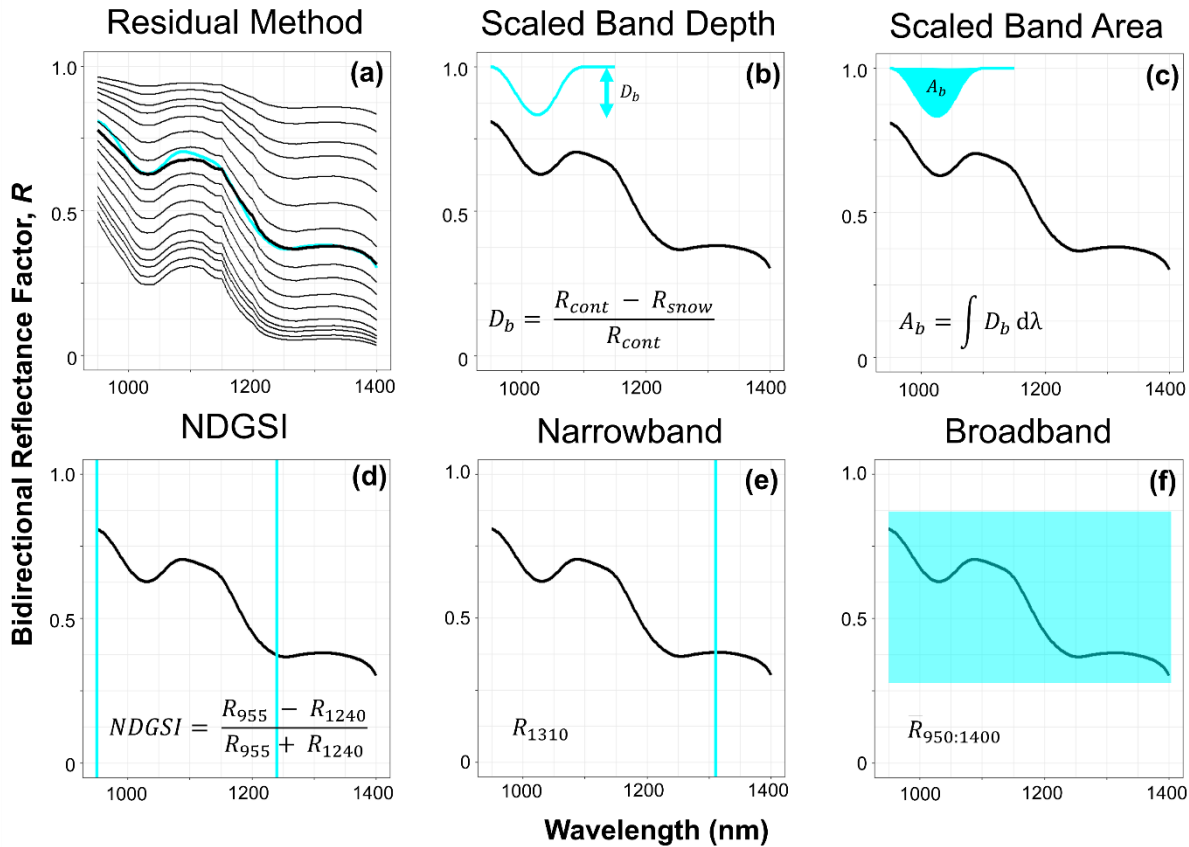 Residual Method
Scaled Band Depth
Scaled Band Area
(a)
(b)
(c)
1.0
0.5
0
1000
1200
1400
1.0
0.5
0
D_b
D_b = (R_cont − R_snow) / R_cont
1000
1200
1400
1.0
0.5
0
A_b
A_b = ∫ D_b dλ
1000
1200
1400
Bidirectional Reflectance Factor, R
NDGSI
Narrowband
Broadband
(d)
(e)
(f)
1.0
0.5
0
NDGSI = (R_955 − R_1240) / (R_955 + R_1240)
1000
1200
1400
1.0
0.5
0
R_1310
1000
1200
1400
1.0
0.5
0
R̅_950:1400
1000
1200
1400
Wavelength (nm)